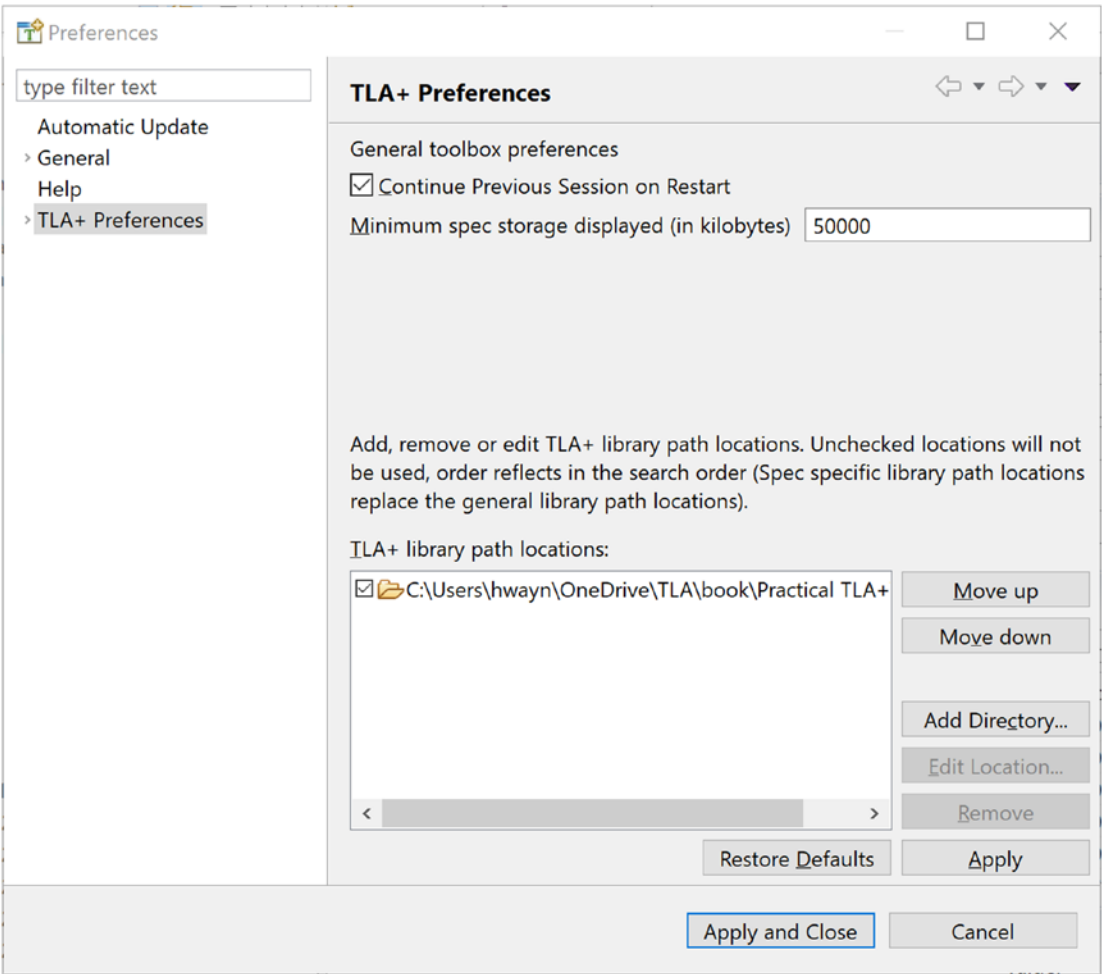 Preferences
type filter text
Automatic Update
General
Help
TLA+ Preferences
TLA+ Preferences
General toolbox preferences
Continue Previous Session on Restart
Minimum spec storage displayed (in kilobytes) 50000
Add, remove or edit TLA+ library path locations. Unchecked locations will not
be used, order reflects in the search order (Spec specific library path locations
replace the general library path locations).
TLA+ library path locations:
C:\Users\hwayn\OneDrive\TLA\book\Practical TLA+
Move up
Move down
Add Directory...
Edit Location...
Remove
Restore Defaults
Apply
Apply and Close
Cancel